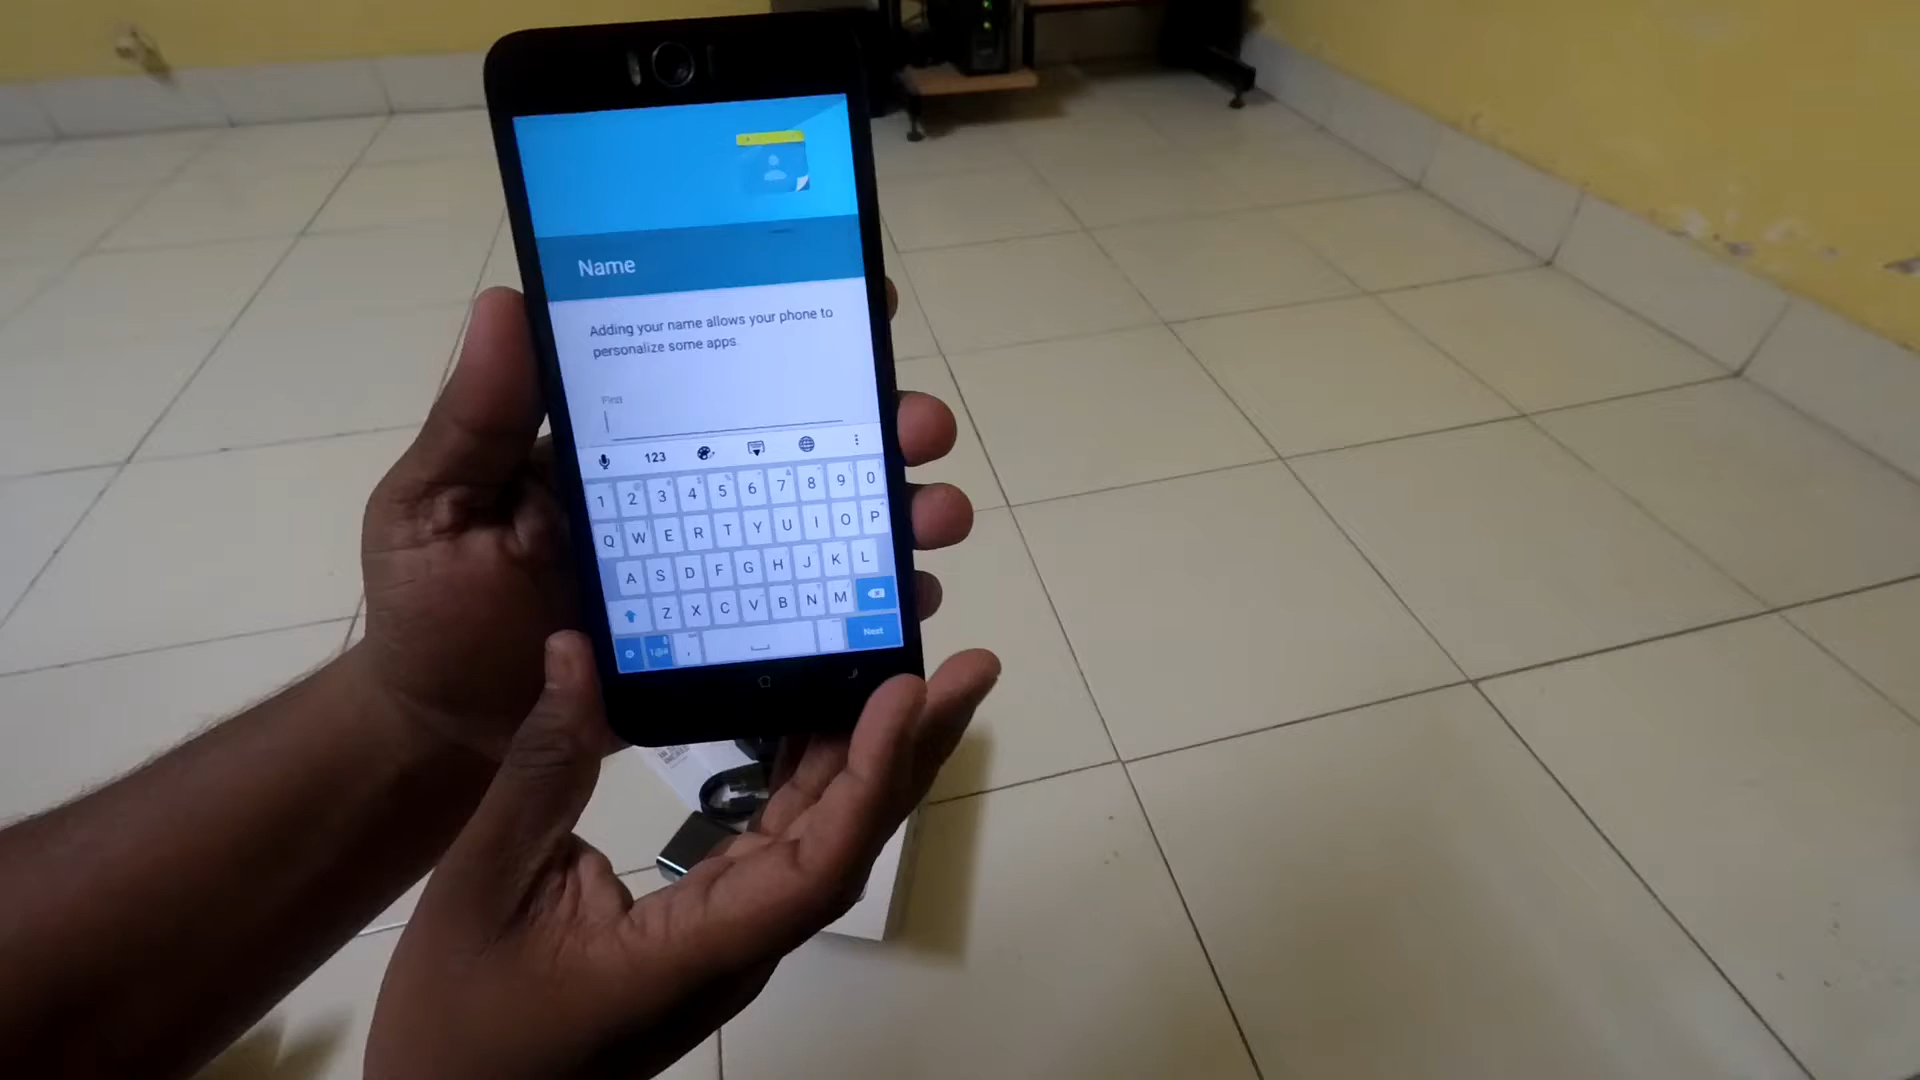 Name
Adding your name allows your phone to
personalize some apps.
First
123
1 2 3 4 5 6 7 8 9 0
Q W E R T Y U I O P
A S D F G H J K L
Z X C V B N M
1@# , . Next